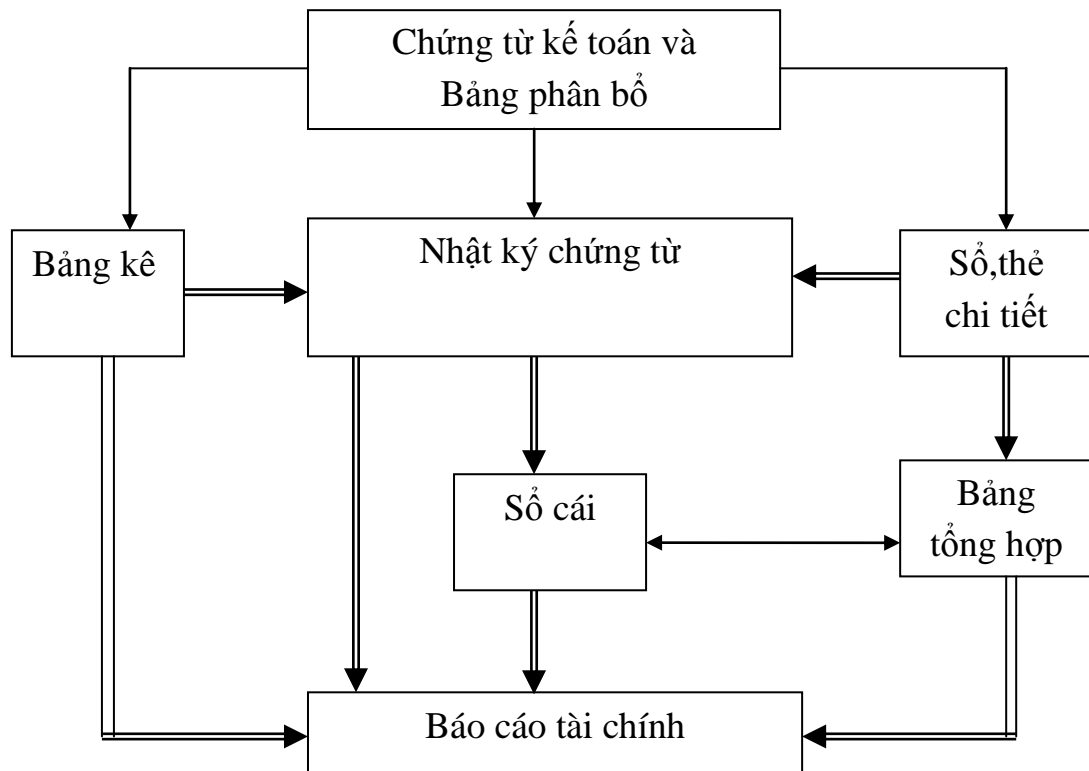 Chứng từ kế toán và
Bảng phân bổ
Bảng kê
Nhật ký chứng từ
Sổ,thẻ
chi tiết
Sổ cái
Bảng
tổng hợp
Báo cáo tài chính